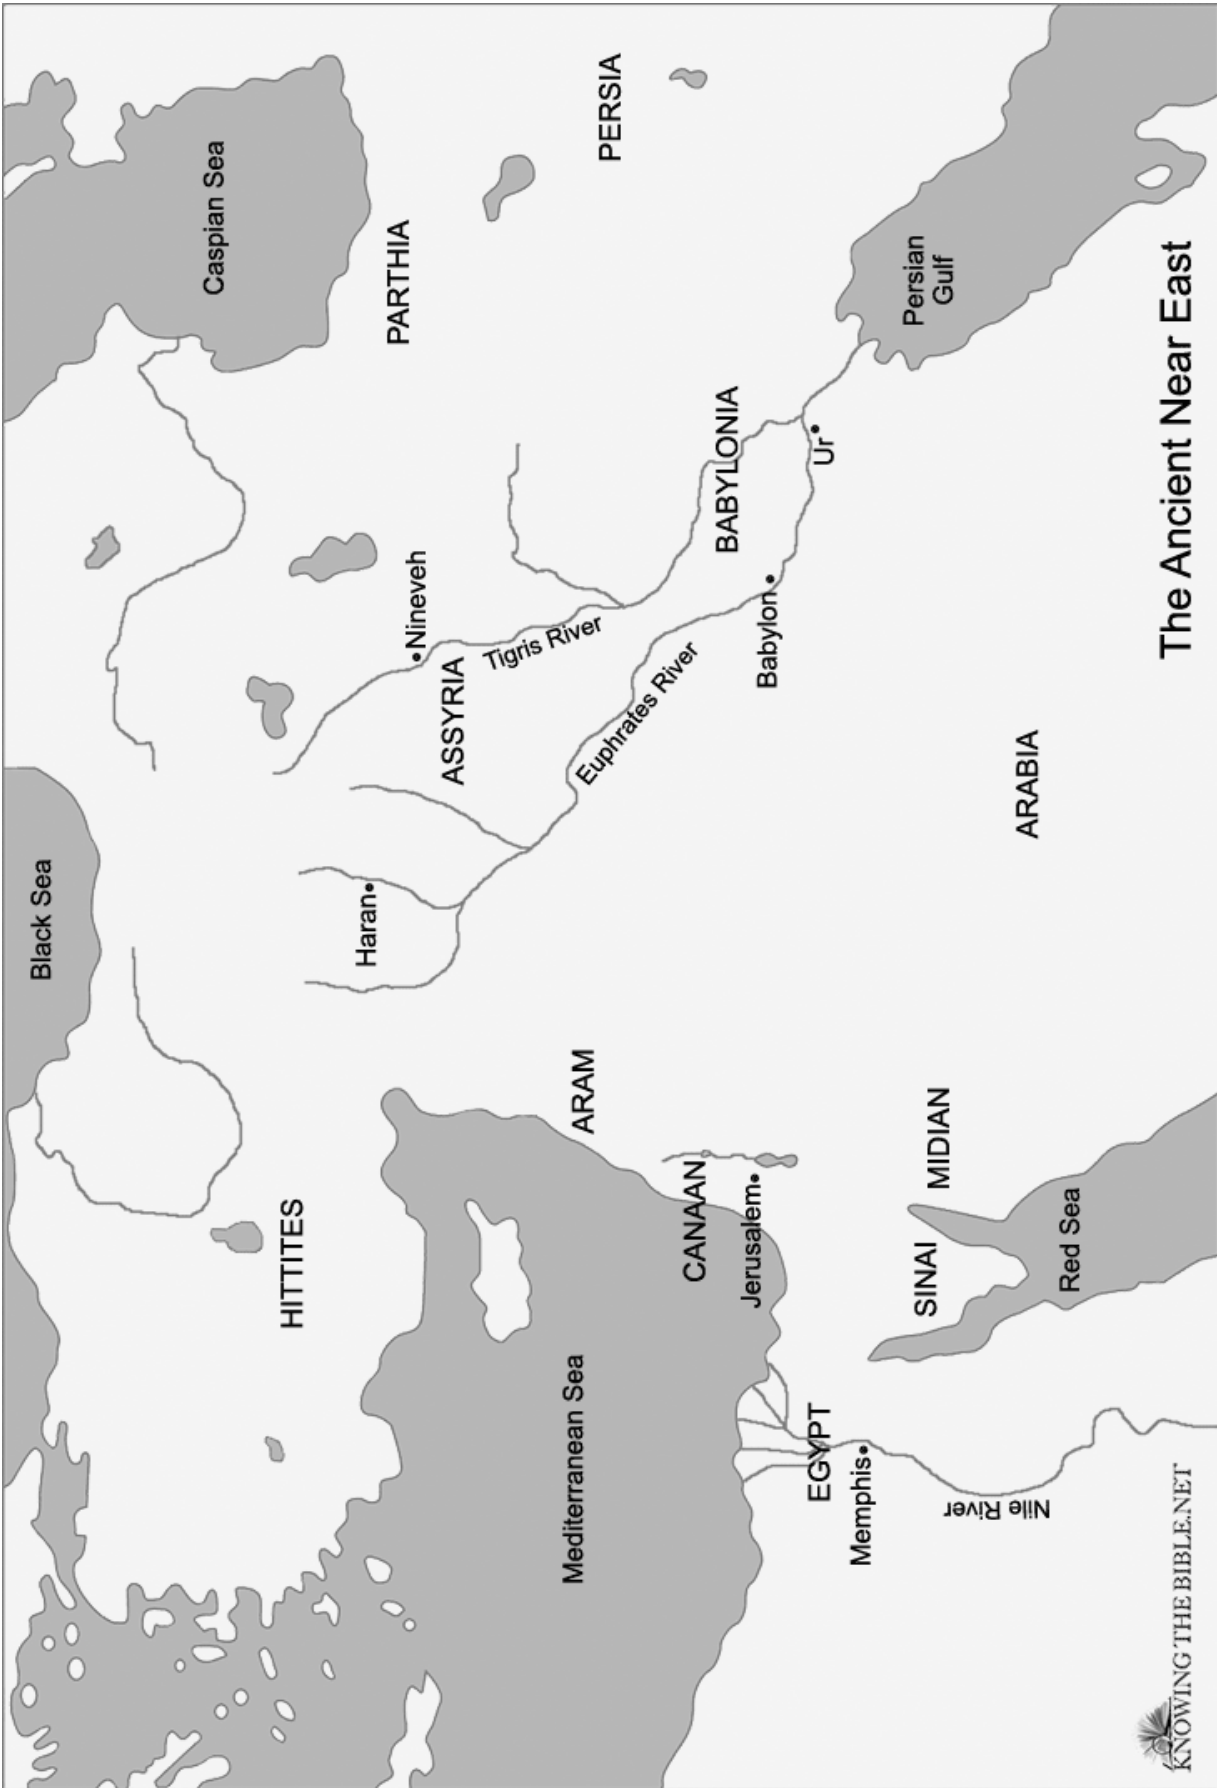 Black Sea
Caspian Sea
HITTITES
Haran
Nineveh
PARTHIA
ASSYRIA
Tigris River
PERSIA
Mediterranean Sea
ARAM
Euphrates River
CANAAN
BABYLONIA
Jerusalem
Babylon
Ur
EGYPT
Memphis
SINAI
MIDIAN
Persian
Gulf
Nile River
ARABIA
Red Sea
KNOWING THE BIBLE.NET
The Ancient Near East